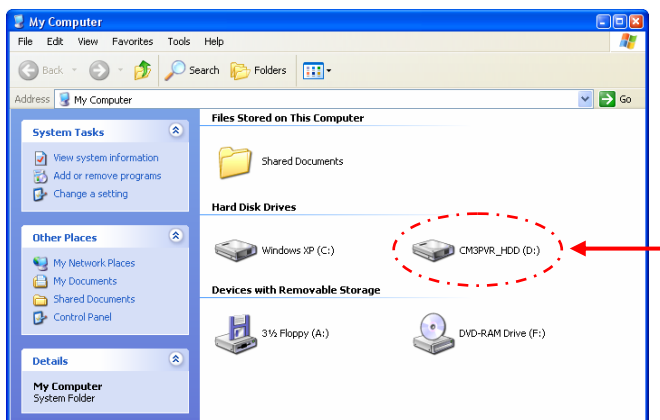 My Computer
File Edit View Favorites Tools Help
Back Search Folders
Address My Computer Go
System Tasks
View system information
Add or remove programs
Change a setting
Other Places
My Network Places
My Documents
Shared Documents
Control Panel
Details
My Computer
System Folder
Files Stored on This Computer
Shared Documents
Hard Disk Drives
Windows XP (C:) CM3PVR_HDD (D:)
Devices with Removable Storage
3½ Floppy (A:) DVD-RAM Drive (F:)